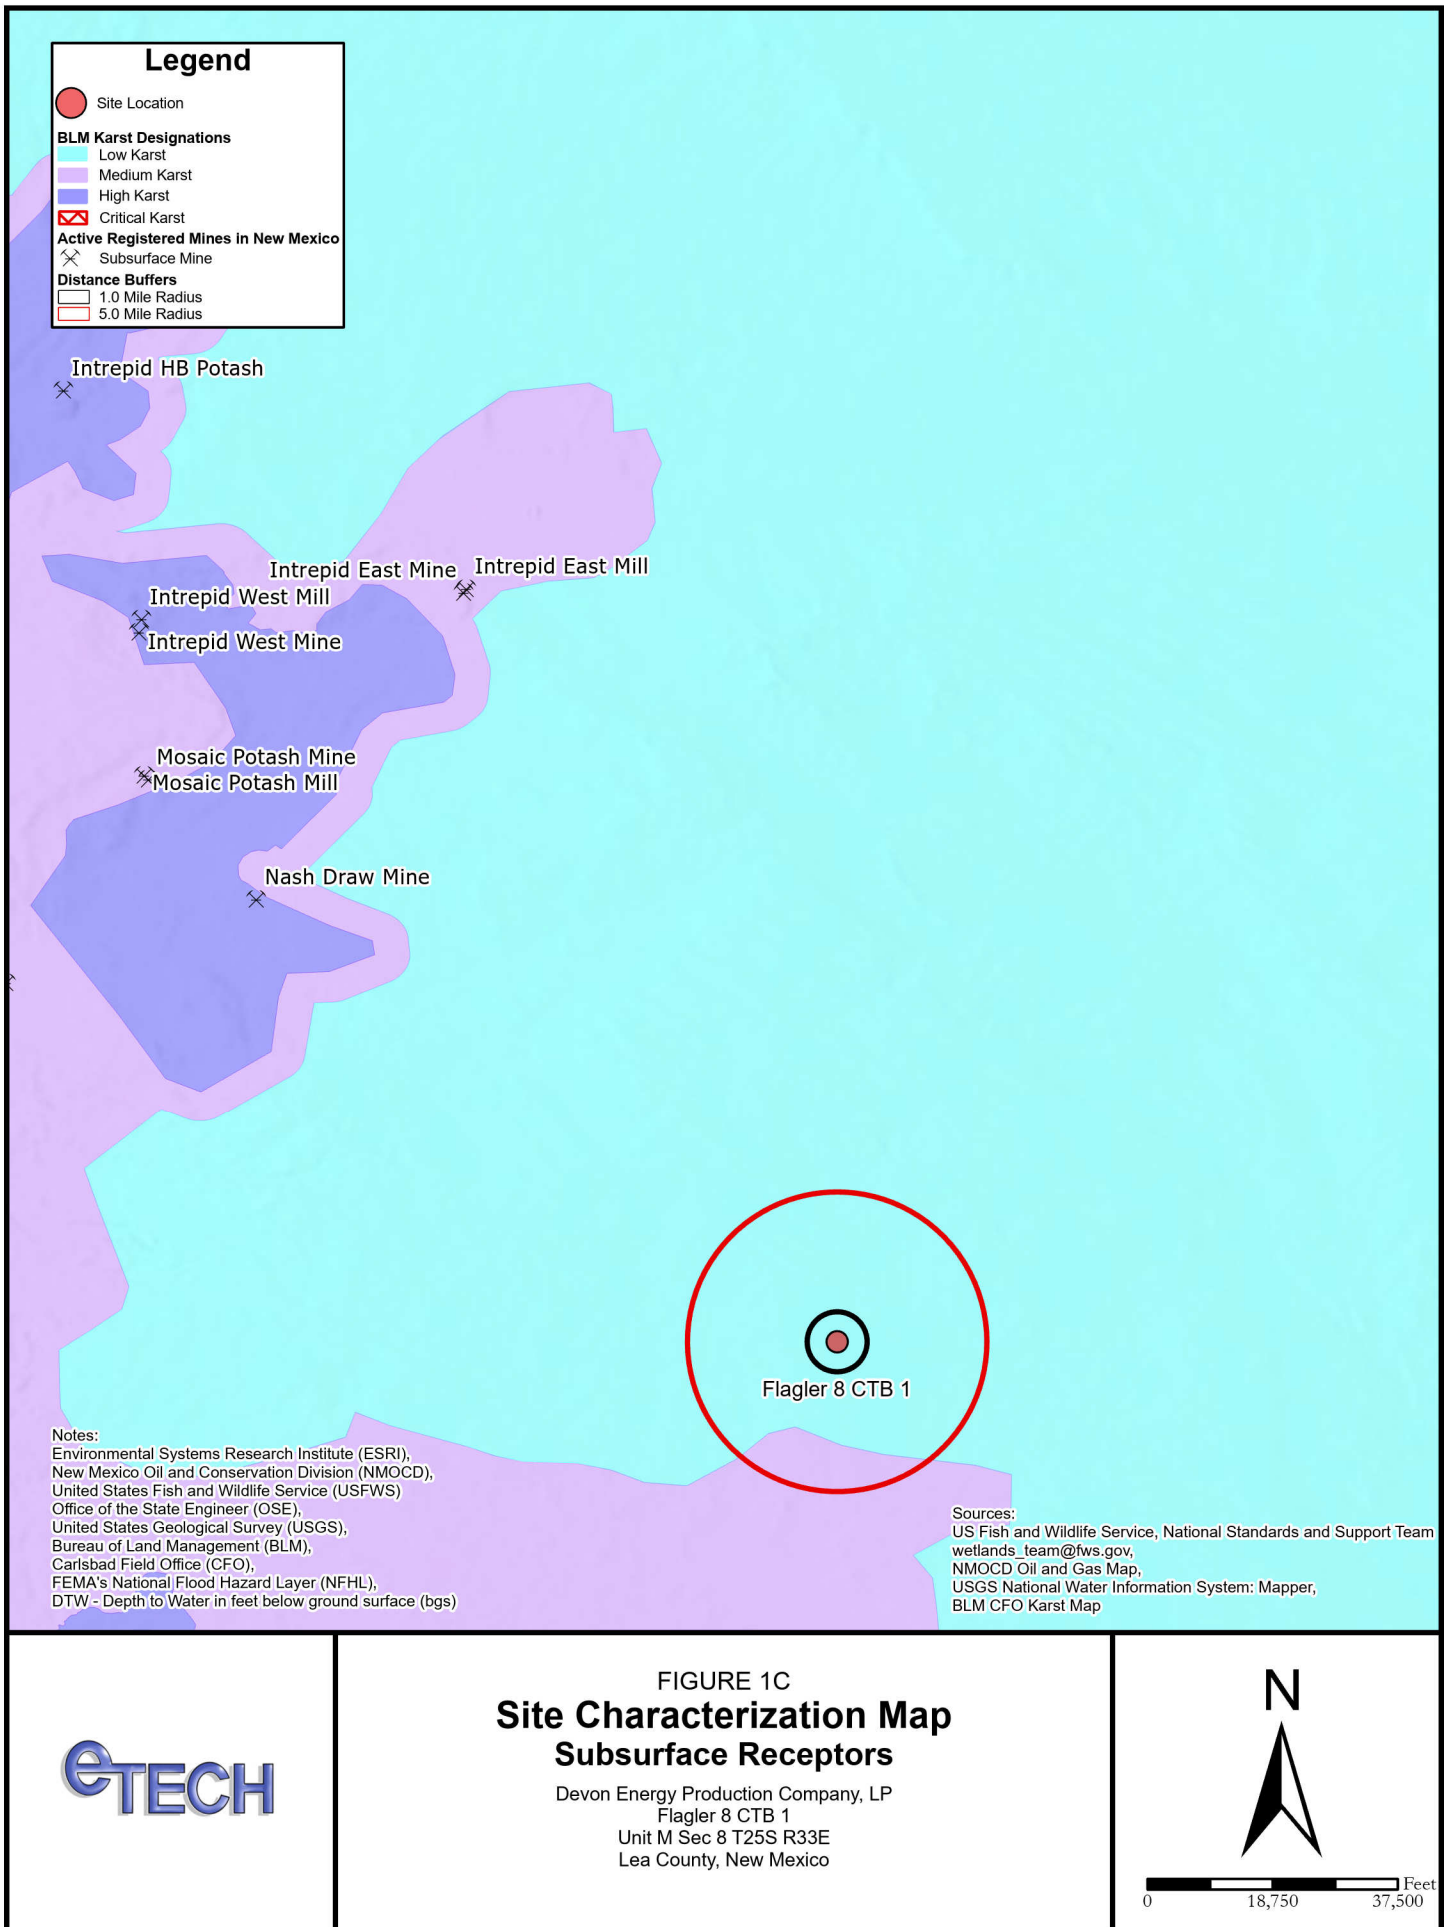 Legend
Site Location
BLM Karst Designations
Low Karst
Medium Karst
High Karst
Critical Karst
Active Registered Mines in New Mexico
Subsurface Mine
Distance Buffers
1.0 Mile Radius
5.0 Mile Radius
Intrepid HB Potash
Intrepid East Mine
Intrepid East Mill
Intrepid West Mill
Intrepid West Mine
Mosaic Potash Mine
Mosaic Potash Mill
Nash Draw Mine
Flagler 8 CTB 1
Notes:
Environmental Systems Research Institute (ESRI),
New Mexico Oil and Conservation Division (NMOCD),
United States Fish and Wildlife Service (USFWS)
Office of the State Engineer (OSE),
United States Geological Survey (USGS),
Bureau of Land Management (BLM),
Carlsbad Field Office (CFO),
FEMA's National Flood Hazard Layer (NFHL),
DTW - Depth to Water in feet below ground surface (bgs)
Sources:
US Fish and Wildlife Service, National Standards and Support Team
wetlands_team@fws.gov,
NMOCD Oil and Gas Map,
USGS National Water Information System: Mapper,
BLM CFO Karst Map
eTECH
FIGURE 1C
Site Characterization Map
Subsurface Receptors
Devon Energy Production Company, LP
Flagler 8 CTB 1
Unit M Sec 8 T25S R33E
Lea County, New Mexico
N
Feet
0 18,750 37,500